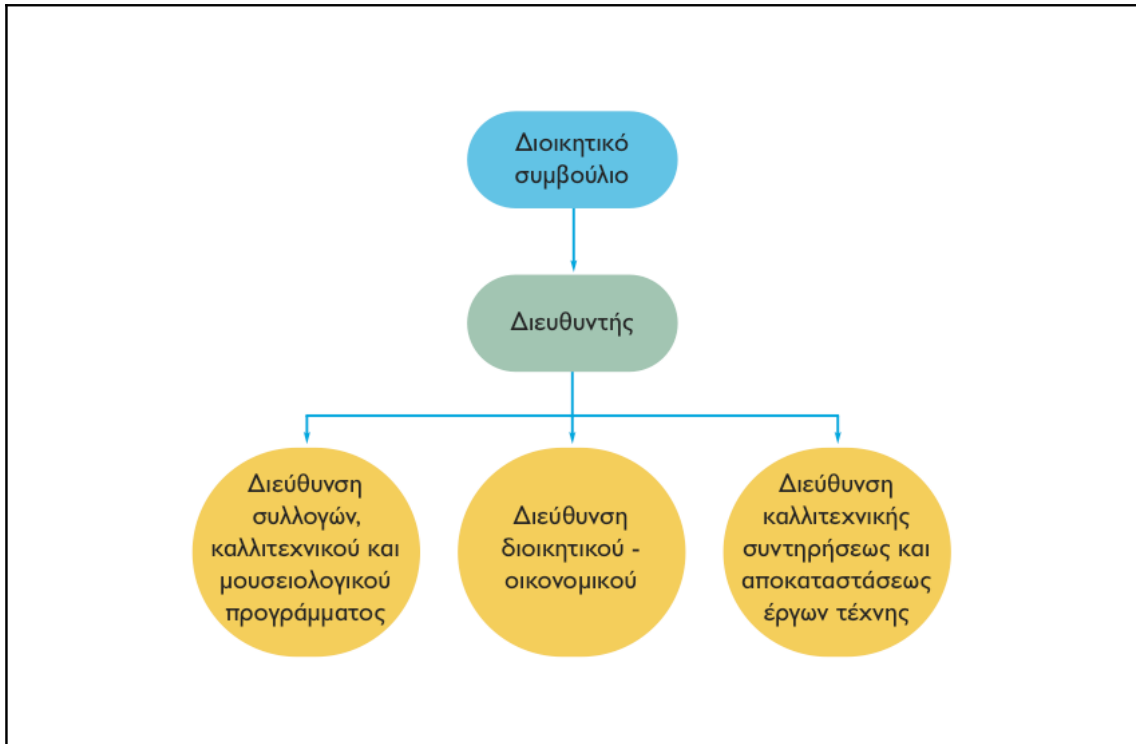 Διοικητικό
συμβούλιο
Διευθυντής
Διεύθυνση
συλλογών,
καλλιτεχνικού και
μουσειολογικού
προγράμματος
Διεύθυνση
διοικητικού -
οικονομικού
Διεύθυνση
καλλιτεχνικής
συντηρήσεως και
αποκαταστάσεως
έργων τέχνης